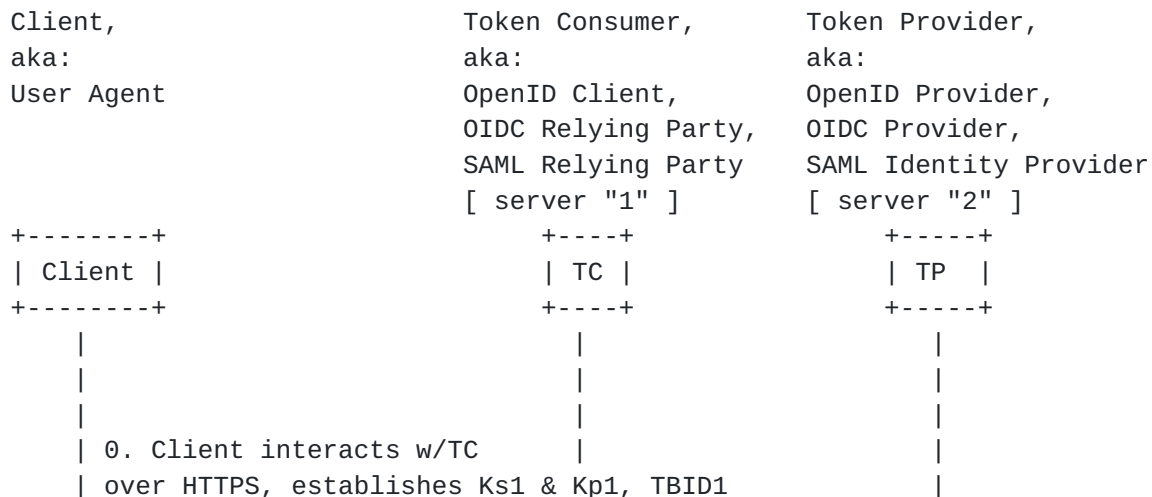 Client,                    Token Consumer,       Token Provider,
aka:                       aka:                  aka:
User Agent                 OpenID Client,        OpenID Provider,
                           OIDC Relying Party,   OIDC Provider,
                           SAML Relying Party    SAML Identity Provider
                           [ server "1" ]        [ server "2" ]
+--------+                      +----+                +-----+
| Client |                      | TC |                | TP  |
+--------+                      +----+                +-----+
    |                             |                      |
    |                             |                      |
    |                             |                      |
    | 0. Client interacts w/TC    |                      |
    | over HTTPS, establishes Ks1 & Kp1, TBID1           |